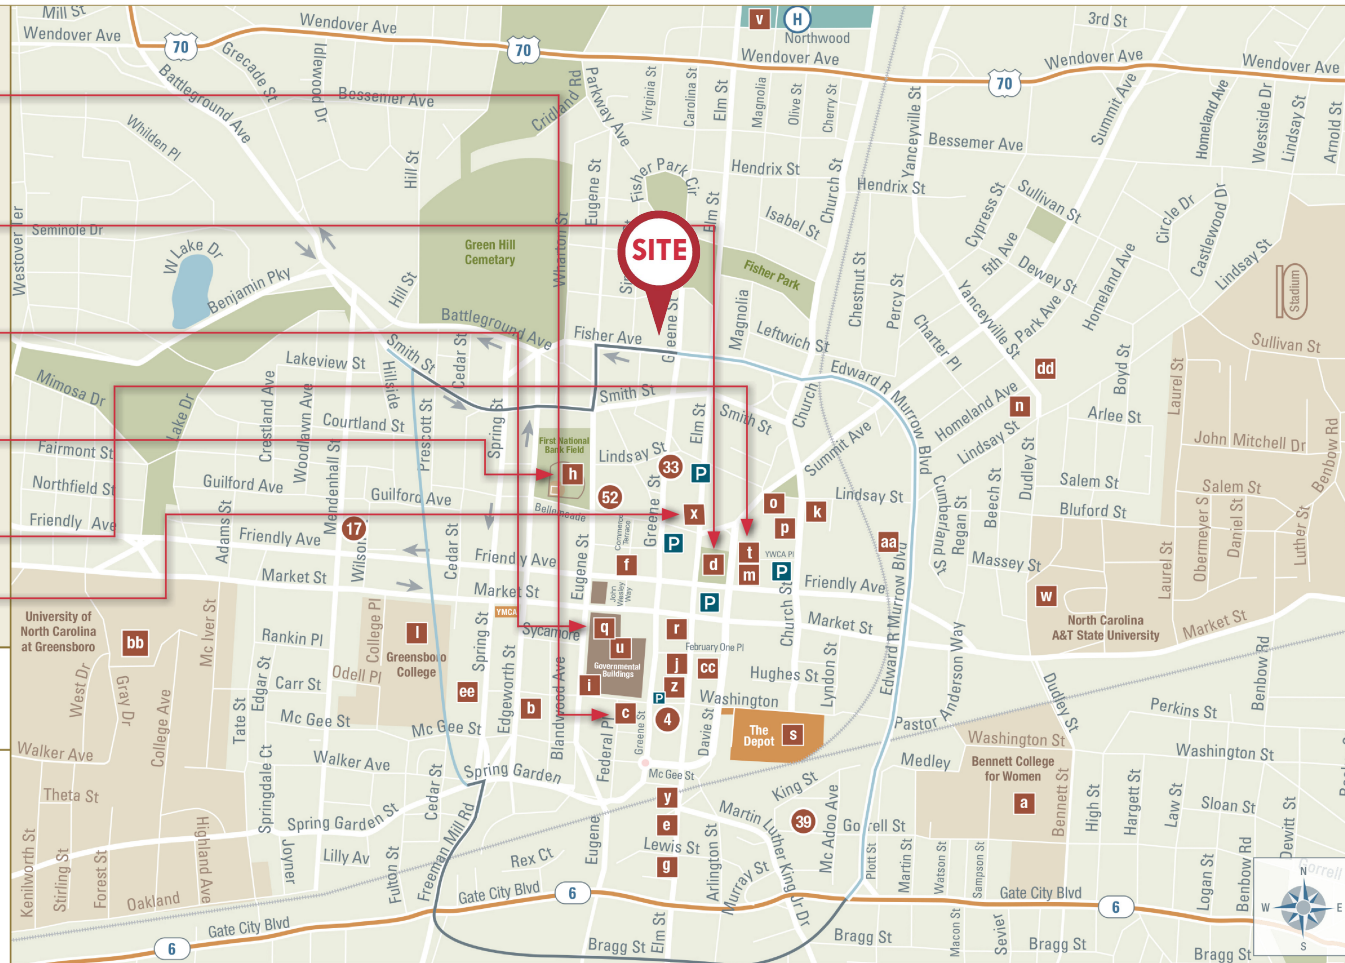 Mill St
Wendover Ave
70
Wendover Ave
70
v
H
Northwood
Wendover Ave
3rd St
70
Wendover Ave
Wendover Ave
Grecade St
Idlewood Dr
Battleground Ave
Bessemer Ave
Whilden Pl
Hill St
Cridland Rd
Parkway Ave
Virginia St
Carolina St
Elm St
Magnolia
Olive St
Cherry St
Yanceyville St
Bessemer Ave
Summit Ave
Homeland Ave
Westside Dr
Lindsay St
Arnold St
Eugene St
Fisher Park Cir
Hendrix St
Church St
Hendrix St
Elm St
Isabel St
Cypress St
Sullivan St
Circle Dr
Castlewood Dr
Lindsay St
Westover Ter
Seminole Dr
W Lake Dr
Benjamin Pky
Hill St
Green Hill
Cemetery
Wharton St
SITE
Fisher Park
5th Ave
Dewey St
Homeland Ave
Stadium
Chestnut St
Percy St
Yanceyville St
Park Ave
Battleground Ave
Fisher Ave
Greene St
Magnolia
Leftwich St
Charter Pl
Sullivan St
Lakeview St
Smith St
Cedar St
Hillside
Edward R Murrow Blvd
dd
Boyd St
Laurel St
Mimosa Dr
Lake Dr
Crestland Ave
Woodlawn Ave
Courtland St
Prescott St
Spring St
Smith St
Elm St
Smith St
Church
Summit Ave
Homeland Ave
n
Arlee St
Lindsay St
John Mitchell Dr
Benbow Rd
Fairmont St
Mendenhall St
First National
Bank Field
h
Lindsay St
33
P
Northfield St
Guilford Ave
Guilford Ave
52
Bellemeade
Greene St
x
o
k
p
Lindsay St
Cumberland St
Regan St
Beech St
Dudley St
Salem St
Bluford St
Salem St
Daniel St
Luther St
Friendly Ave
Adams St
17
Wilson
Friendly Ave
Cedar St
Friendly Ave
Eugene St
Commerce
Terrace
P
f
d
t
m
YWCA Pl
P
aa
Massey St
Laurel St
Market St
Market St
John
Wesley
Way
P
Friendly Ave
Church St
Market St
w
North Carolina
A&T State University
Market St
University of
North Carolina
at Greensboro
bb
Mc Iver St
Rankin Pl
College Pl
l
Greensboro
College
YMCA
Sycamore
q
u
Governmental
Buildings
i
r
j
z
February One Pl
cc
Hughes St
Lyndon St
Edward R Murrow Blvd
Pastor Anderson Way
Dudley St
Benbow Rd
West Dr
Gray Dr
College Ave
Edgar St
Tate St
Carr St
Odell Pl
Spring St
ee
Edgeworth St
b
Blandwood Ave
c
P
4
Washington
Davie St
The
Depot
s
Perkins St
Mc Gee St
Mc Gee St
Federal Pl
Greene St
Walker Ave
Walker Ave
Spring Garden
Mc Gee St
Medley
Washington St
Washington St
Bennett College
for Women
a
Theta St
Springdale Ct
Cedar St
King St
Mc Adoo Ave
Bennett St
High St
Hargett St
Law St
Sloan St
Dewitt St
y
e
g
Martin Luther King Jr Dr
39
Gorrell St
Gorrell
Kenilworth St
Stirling St
Forest St
Highland Ave
Oakland
Spring Garden St
Joyner
Lilly Av
Fulton St
Freeman Mill Rd
Rex Ct
Eugene
Lewis St
Arlington St
Murray St
Plott St
Martin St
Watson St
Sampson St
Logan St
Benbow Rd
Gate City Blvd
6
Gate City Blvd
6
Gate City Blvd
6
Elm St
Bragg St
Bragg St
Macon St
Sevier
Bragg St
Bragg St
N
W
E
S